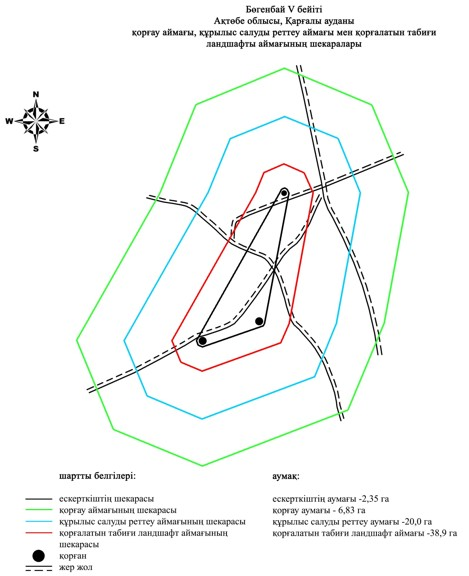 Бөгенбай V бейіті
Ақтөбе облысы, Қарғалы ауданы
қорғау аймағы, құрылыс салуды реттеу аймағы мен қорғалатын табиғи
ландшафты аймағының шекаралары
N
W E
S
шартты белгілері: аумақ:
ескерткіштің шекарасы ескерткіштің аумағы -2,35 га
қорғау аймағының шекарасы қорғау аумағы - 6,83 га
құрылыс салуды реттеу аймағының шекарасы құрылыс салуды реттеу аумағы -20,0 га
қорғалатын табиғи ландшафт аймағының қорғалатын табиғи ландшафт аймағы -38,9 га
шекарасы
қорған
жер жол